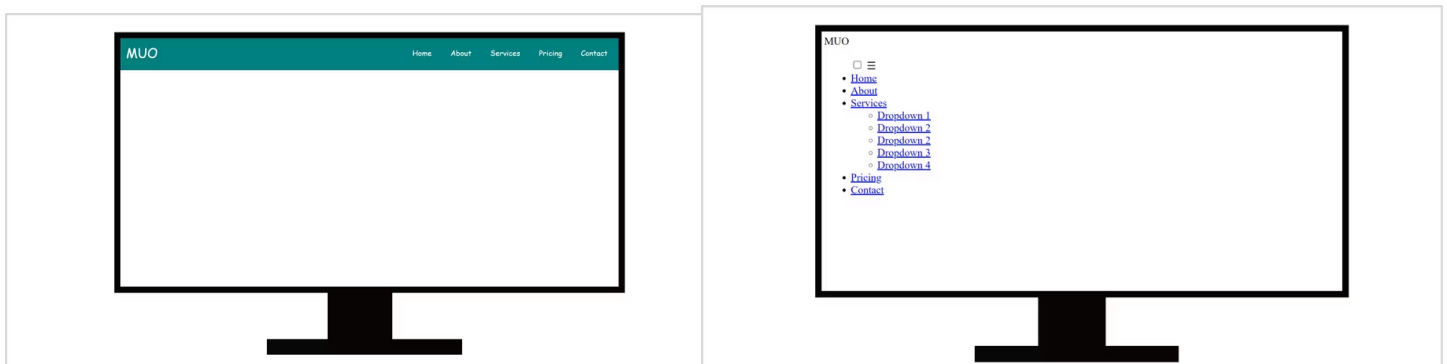 MUO
Home About Services Pricing Contact
MUO
☰
Home
About
Services
Dropdown 1
Dropdown 2
Dropdown 2
Dropdown 3
Dropdown 4
Pricing
Contact